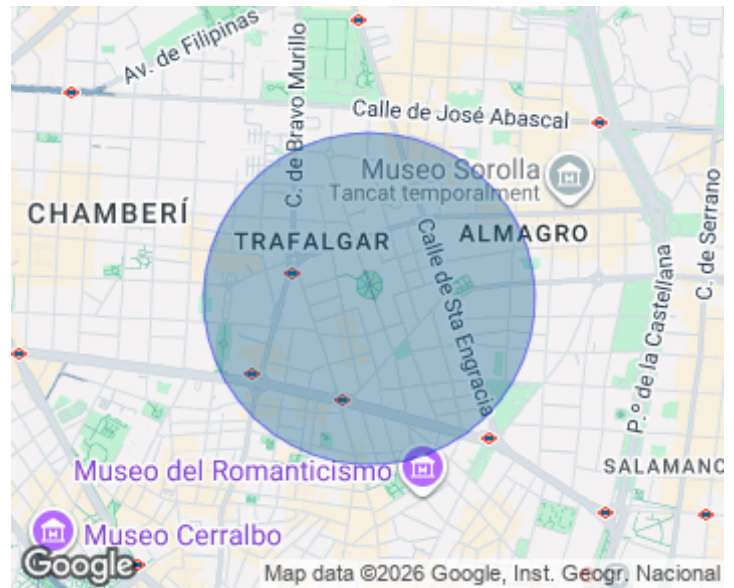 Av. de Filipinas
C. de Bravo Murillo
Calle de José Abascal
Museo Sorolla
Tancat temporalment
C. de Serrano
CHAMBERÍ
TRAFALGAR
ALMAGRO
Calle de Sta Engracia
P.º de la Castellana
Museo del Romanticismo
SALAMANC
Museo Cerralbo
Google
Map data ©2026 Google, Inst. Geogr. Nacional